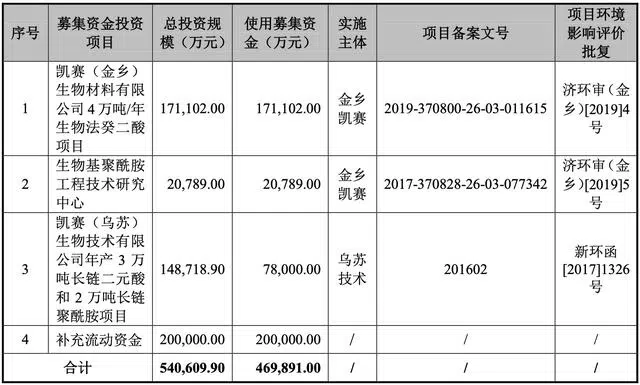 序号 募集资金投资项目 总投资规模（万元） 使用募集资金（万元） 实施主体 项目备案文号 项目环境影响评价批复
1 凯赛（金乡）生物材料有限公司4万吨/年生物法癸二酸项目 171,102.00 171,102.00 金乡凯赛 2019-370800-26-03-011615 济环审（金乡）[2019]4号
2 生物基聚酰胺工程技术研究中心 20,789.00 20,789.00 金乡凯赛 2017-370828-26-03-077342 济环审（金乡）[2019]5号
3 凯赛（乌苏）生物技术有限公司年产3万吨长链二元酸和2万吨长链聚酰胺项目 148,718.90 78,000.00 乌苏技术 201602 新环函[2017]1326号
4 补充流动资金 200,000.00 200,000.00 / / /
合计 540,609.90 469,891.00 / / /